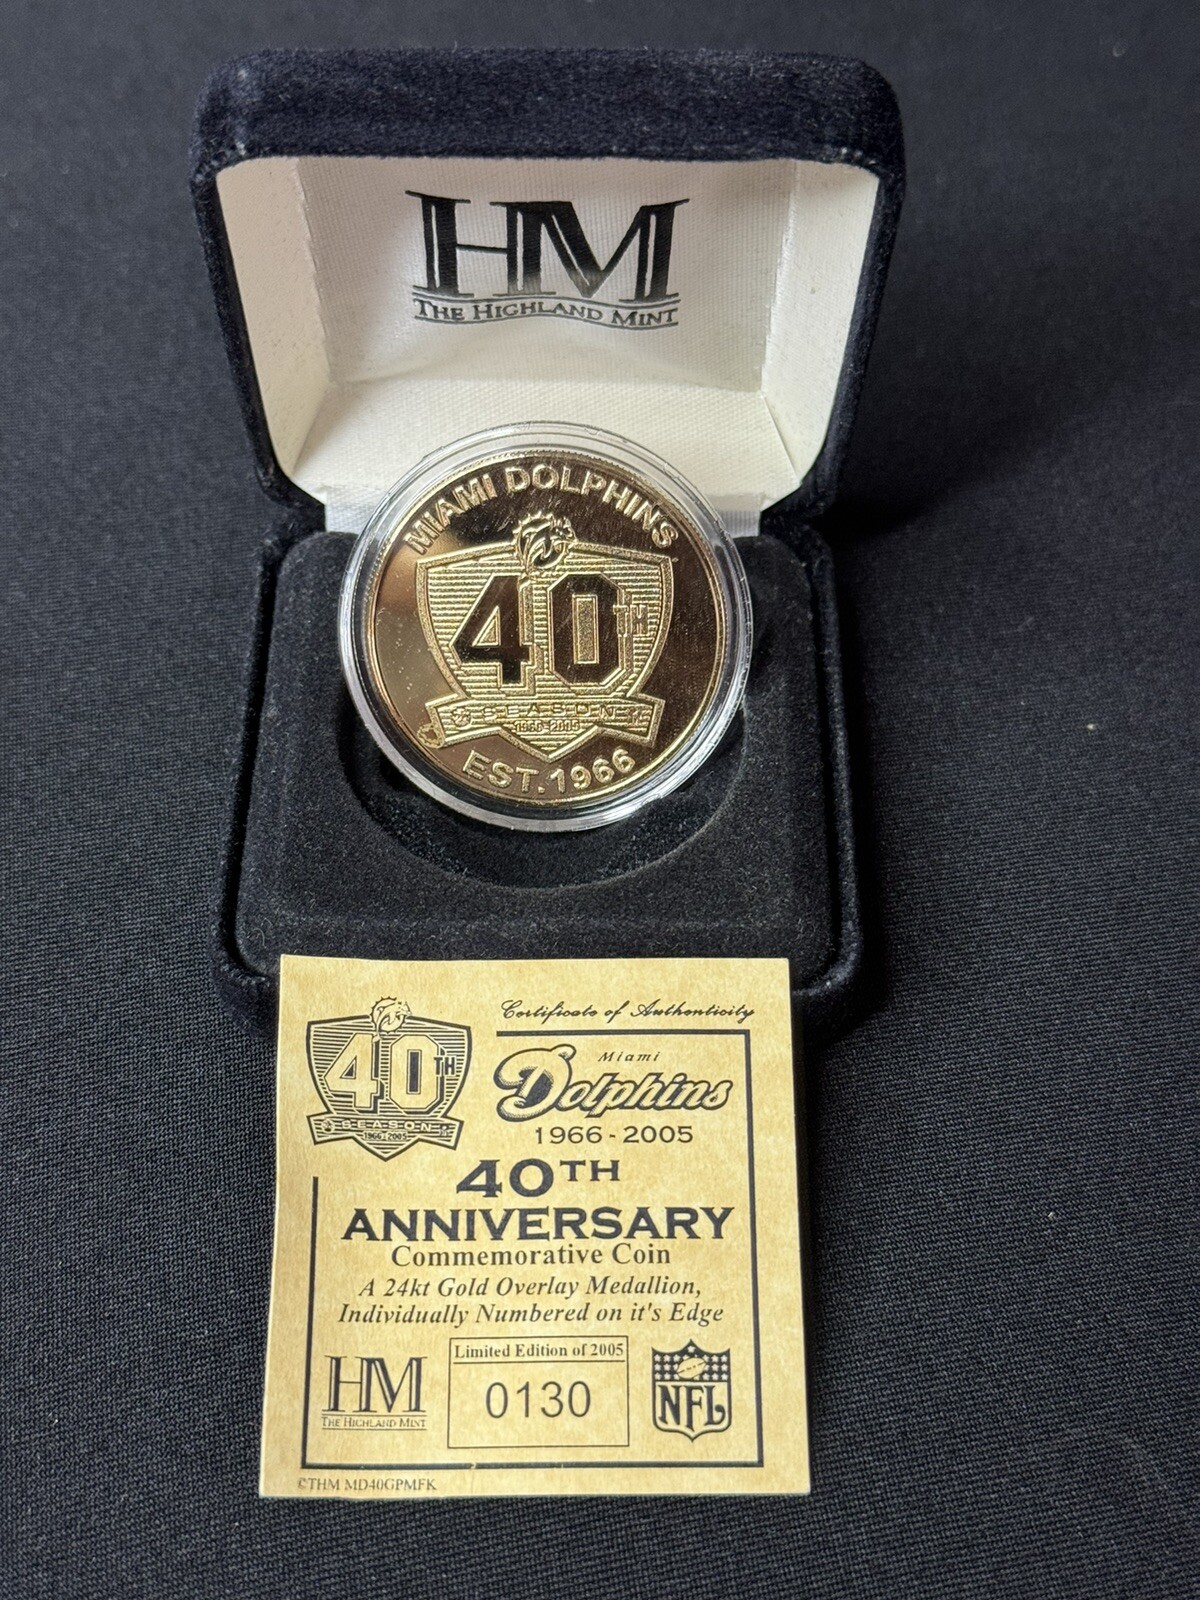 HM
THE HIGHLAND MINT
MIAMI DOLPHINS
40TH
SEASON
1966-2005
EST. 1966
Certificate of Authenticity
40TH
SEASON
1966-2005
Miami
Dolphins
1966 - 2005
40TH
ANNIVERSARY
Commemorative Coin
A 24kt Gold Overlay Medallion,
Individually Numbered on it's Edge
HM
THE HIGHLAND MINT
Limited Edition of 2005
0130
NFL
©THM MD40GPMFK